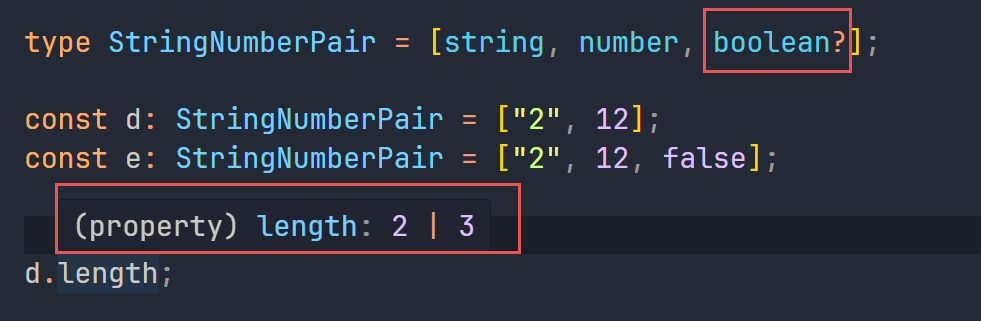 type StringNumberPair = [string, number, boolean?];
const d: StringNumberPair = ["2", 12];
const e: StringNumberPair = ["2", 12, false];
(property) length: 2 | 3
d.length;